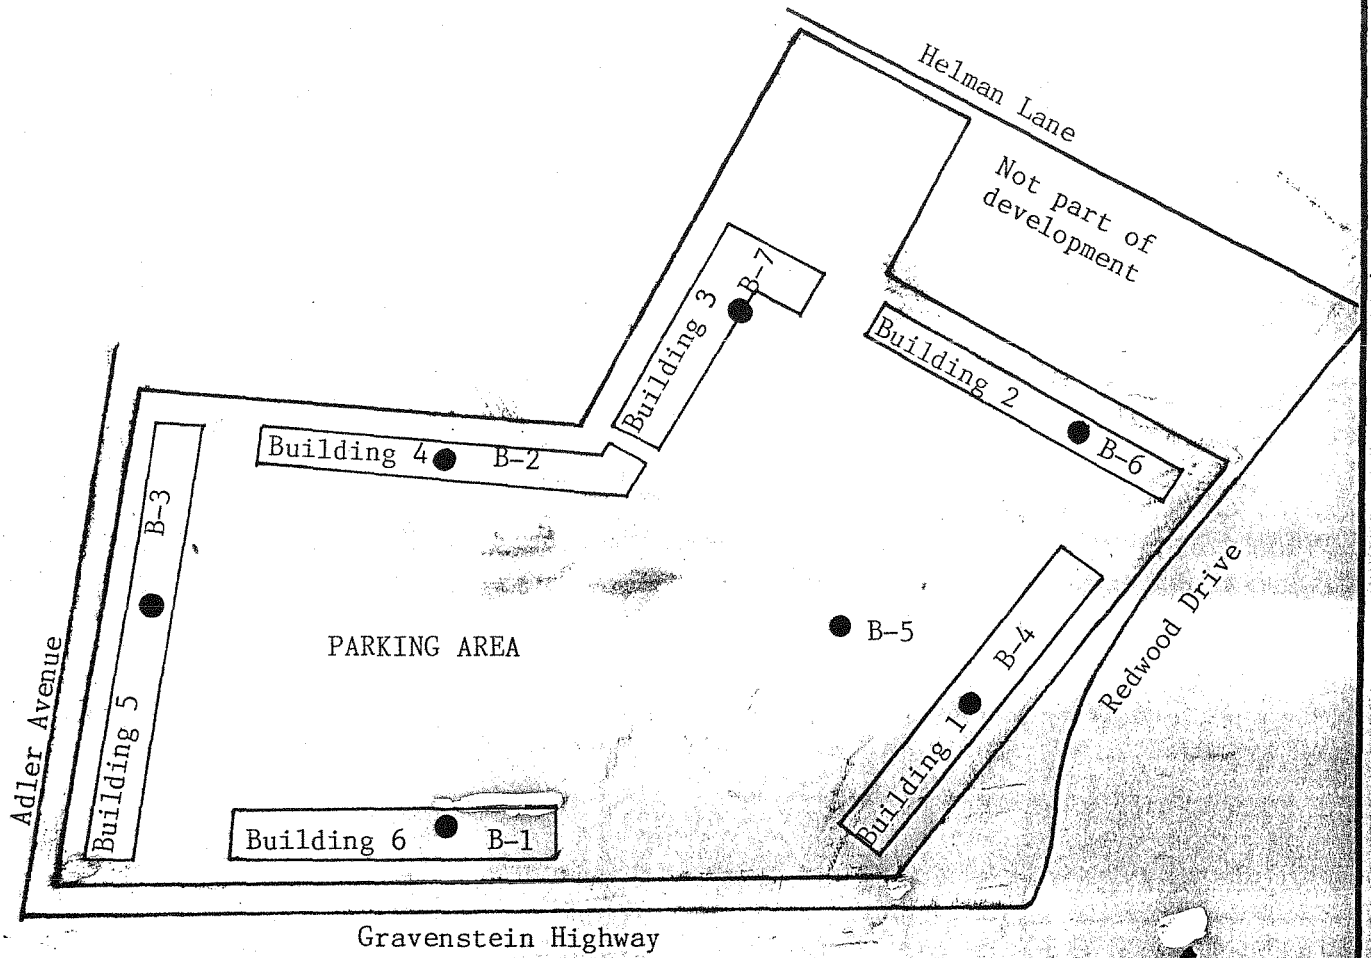 Helman Lane
Not part of
development
B-7
Building 3
Building 2
B-6
Building 4
B-2
B-3
Building 5
Adler Avenue
PARKING AREA
B-5
B-4
Building 1
Redwood Drive
Building 6
B-1
Gravenstein Highway